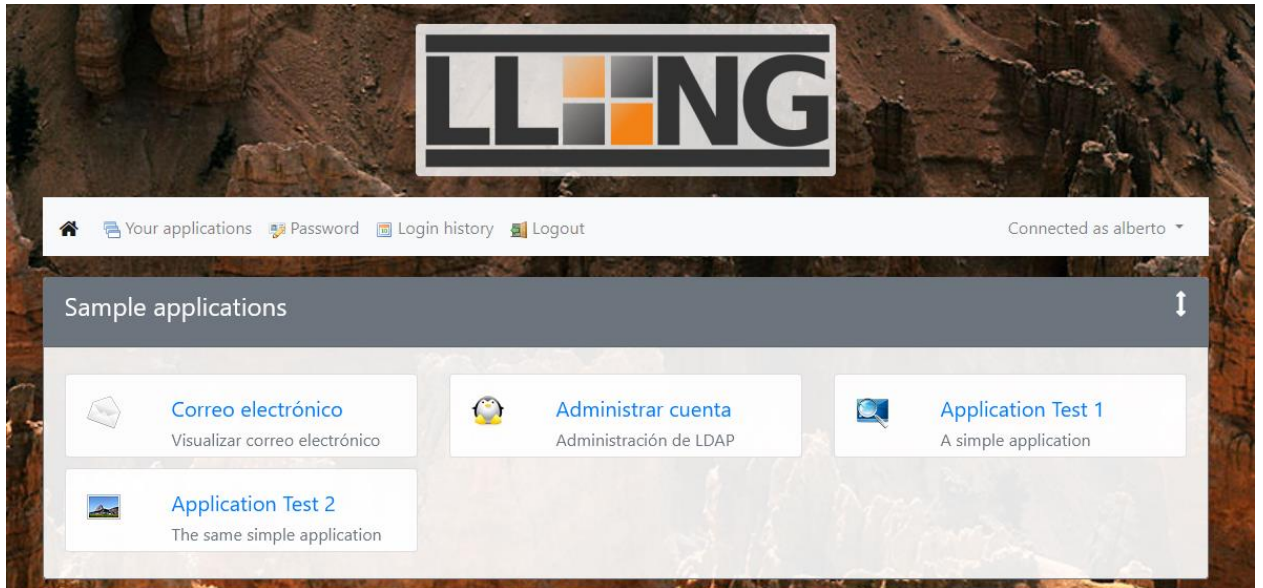 LL NG
Your applications Password Login history Logout Connected as alberto
Sample applications
Correo electrónico
Visualizar correo electrónico
Administrar cuenta
Administración de LDAP
Application Test 1
A simple application
Application Test 2
The same simple application